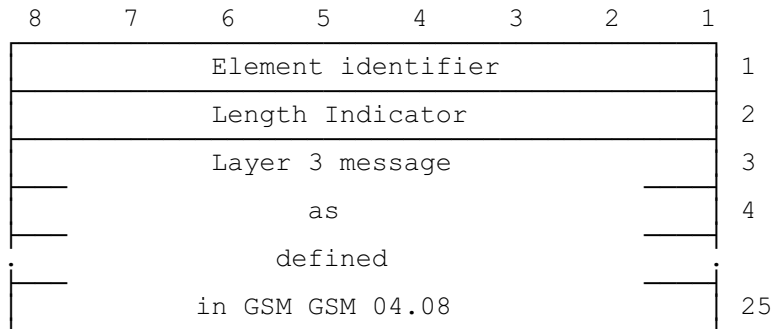 8 7 6 5 4 3 2 1
Element identifier 1
Length Indicator 2
Layer 3 message 3
as 4
defined
in GSM GSM 04.08 25